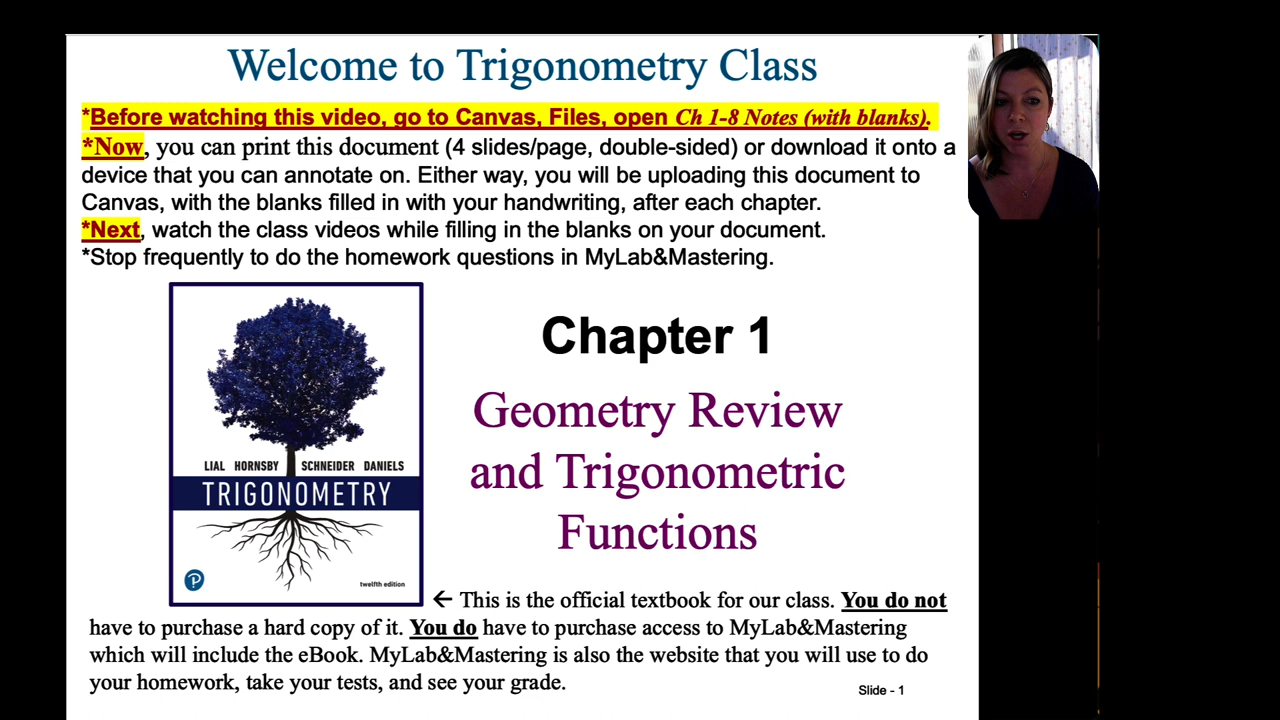 Welcome to Trigonometry Class
*Before watching this video, go to Canvas, Files, open Ch 1-8 Notes (with blanks).
*Now, you can print this document (4 slides/page, double-sided) or download it onto a
device that you can annotate on. Either way, you will be uploading this document to
Canvas, with the blanks filled in with your handwriting, after each chapter.
*Next, watch the class videos while filling in the blanks on your document.
*Stop frequently to do the homework questions in MyLab&Mastering.
LIAL HORNSBY SCHNEIDER DANIELS
TRIGONOMETRY
P
twelfth edition
Chapter 1
Geometry Review
and Trigonometric
Functions
← This is the official textbook for our class. You do not
have to purchase a hard copy of it. You do have to purchase access to MyLab&Mastering
which will include the eBook. MyLab&Mastering is also the website that you will use to do
your homework, take your tests, and see your grade.
Slide - 1